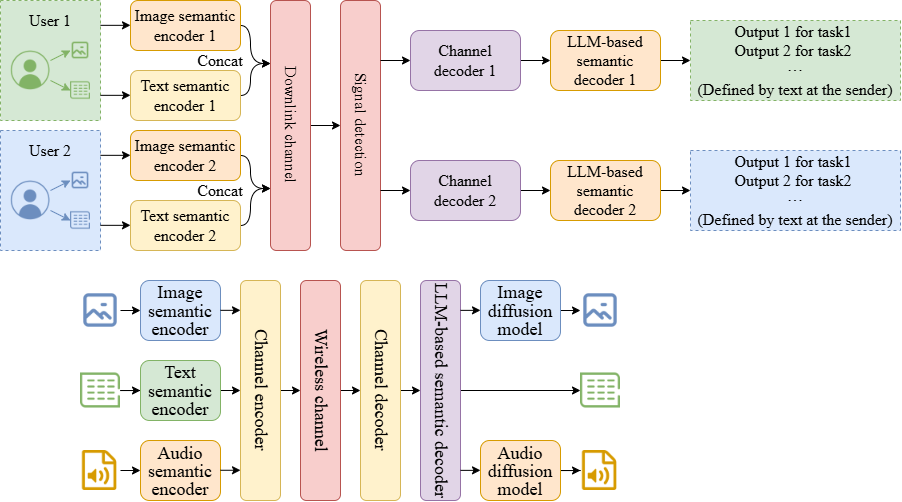 User 1
Image semantic
encoder 1
Concat
Text semantic
encoder 1
User 2
Image semantic
encoder 2
Concat
Text semantic
encoder 2
Downlink channel
Signal detection
Channel
decoder 1
LLM-based
semantic
decoder 1
Output 1 for task1
Output 2 for task2
...
(Defined by text at the sender)
Channel
decoder 2
LLM-based
semantic
decoder 2
Output 1 for task1
Output 2 for task2
...
(Defined by text at the sender)
Image
semantic
encoder
Text
semantic
encoder
Audio
semantic
encoder
Channel encoder
Wireless channel
Channel decoder
LLM-based semantic decoder
Image
diffusion
model
Audio
diffusion
model